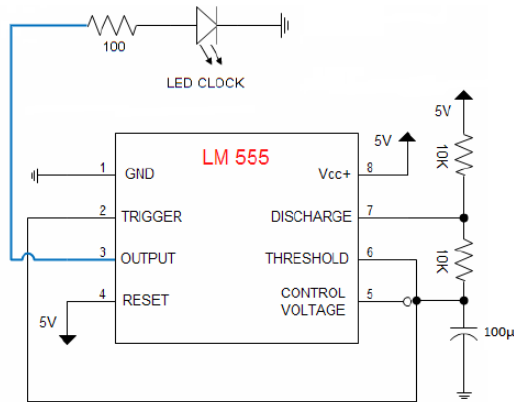 100
LED CLOCK
5V
10K
LM 555
5V
1
GND
Vcc+
8
2
TRIGGER
DISCHARGE
7
3
OUTPUT
THRESHOLD
6
10K
4
RESET
CONTROL
VOLTAGE
5
5V
100µ